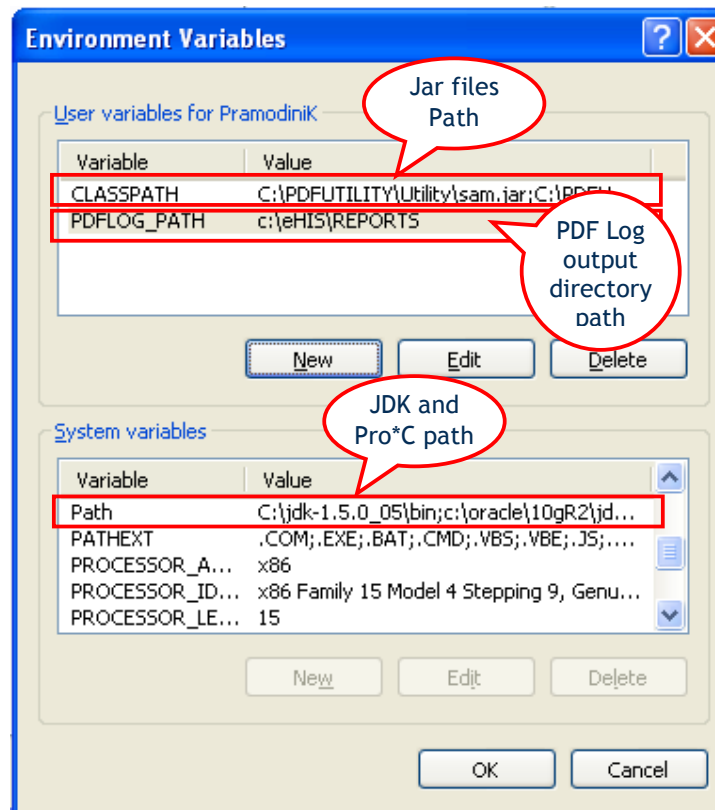 Environment Variables
Jar files
Path
User variables for PramodiniK
Variable Value
CLASSPATH C:\PDFUTILITY\Utility\sam.jar;C:\PDFU...
PDFLOG_PATH c:\eHIS\REPORTS
PDF Log
output
directory
path
New Edit Delete
JDK and
Pro*C path
System variables
Variable Value
Path C:\jdk-1.5.0_05\bin;c:\oracle\10gR2\jd...
PATHEXT .COM;.EXE;.BAT;.CMD;.VBS;.VBE;.JS;....
PROCESSOR_A... x86
PROCESSOR_ID... x86 Family 15 Model 4 Stepping 9, Genu...
PROCESSOR_LE... 15
New Edit Delete
OK Cancel